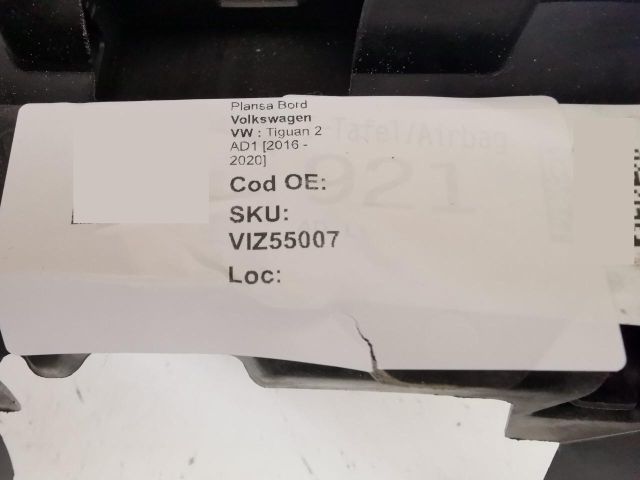 Plansa Bord
Volkswagen
VW : Tiguan 2
AD1 [2016 -
2020]
Cod OE:
SKU:
VIZ55007
Loc:
Tafel/Airbag
921